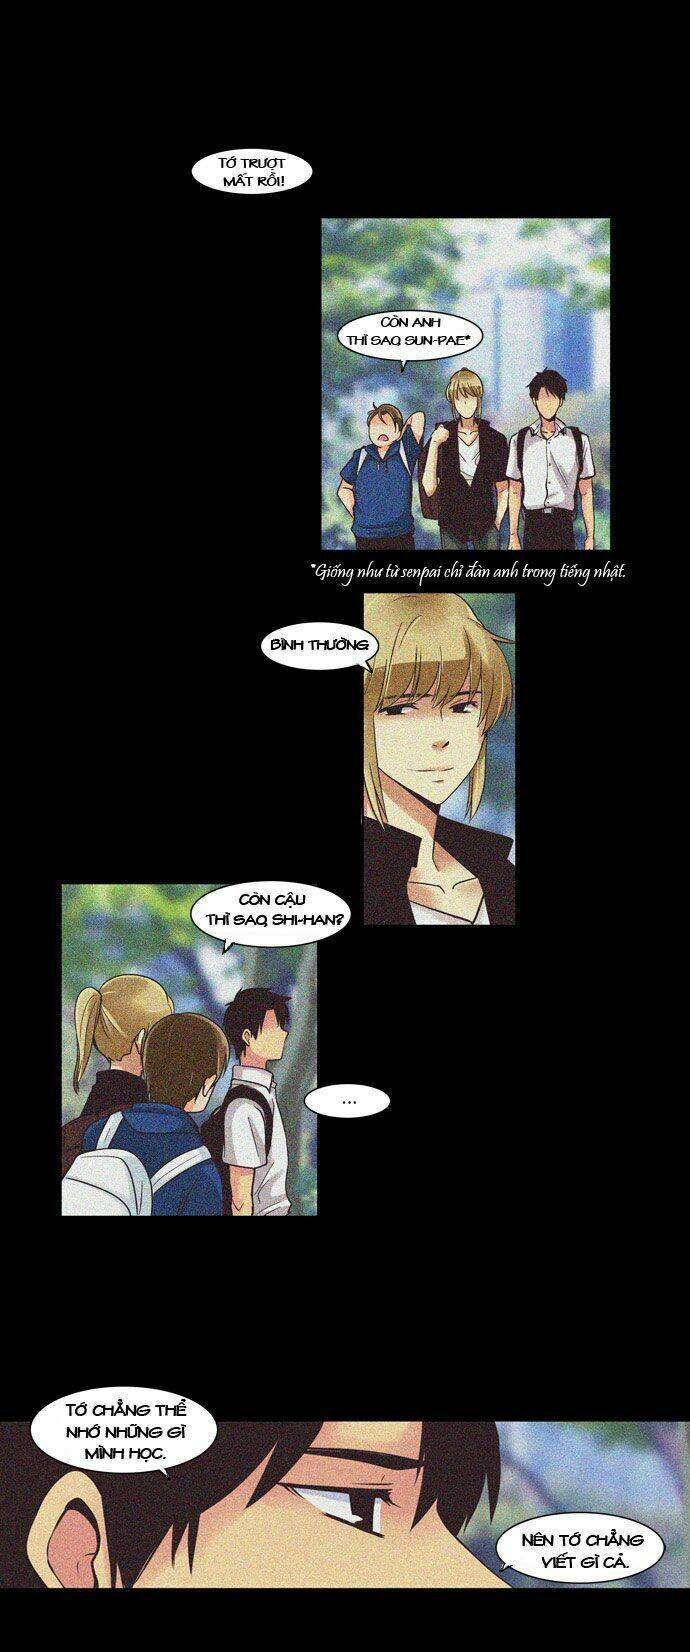 TỚ TRƯỢT
MẤT RỒI!
CÒN ANH
THÌ SAO, SUN-PAE*
*Giống như từ senpai chỉ đàn anh trong tiếng nhật.
BÌNH THƯỜNG
CÒN CẬU
THÌ SAO, SHI-HAN?
...
TỚ CHẲNG THỂ
NHỚ NHỮNG GÌ
MÌNH HỌC.
NÊN TỚ CHẲNG
VIẾT GÌ CẢ.